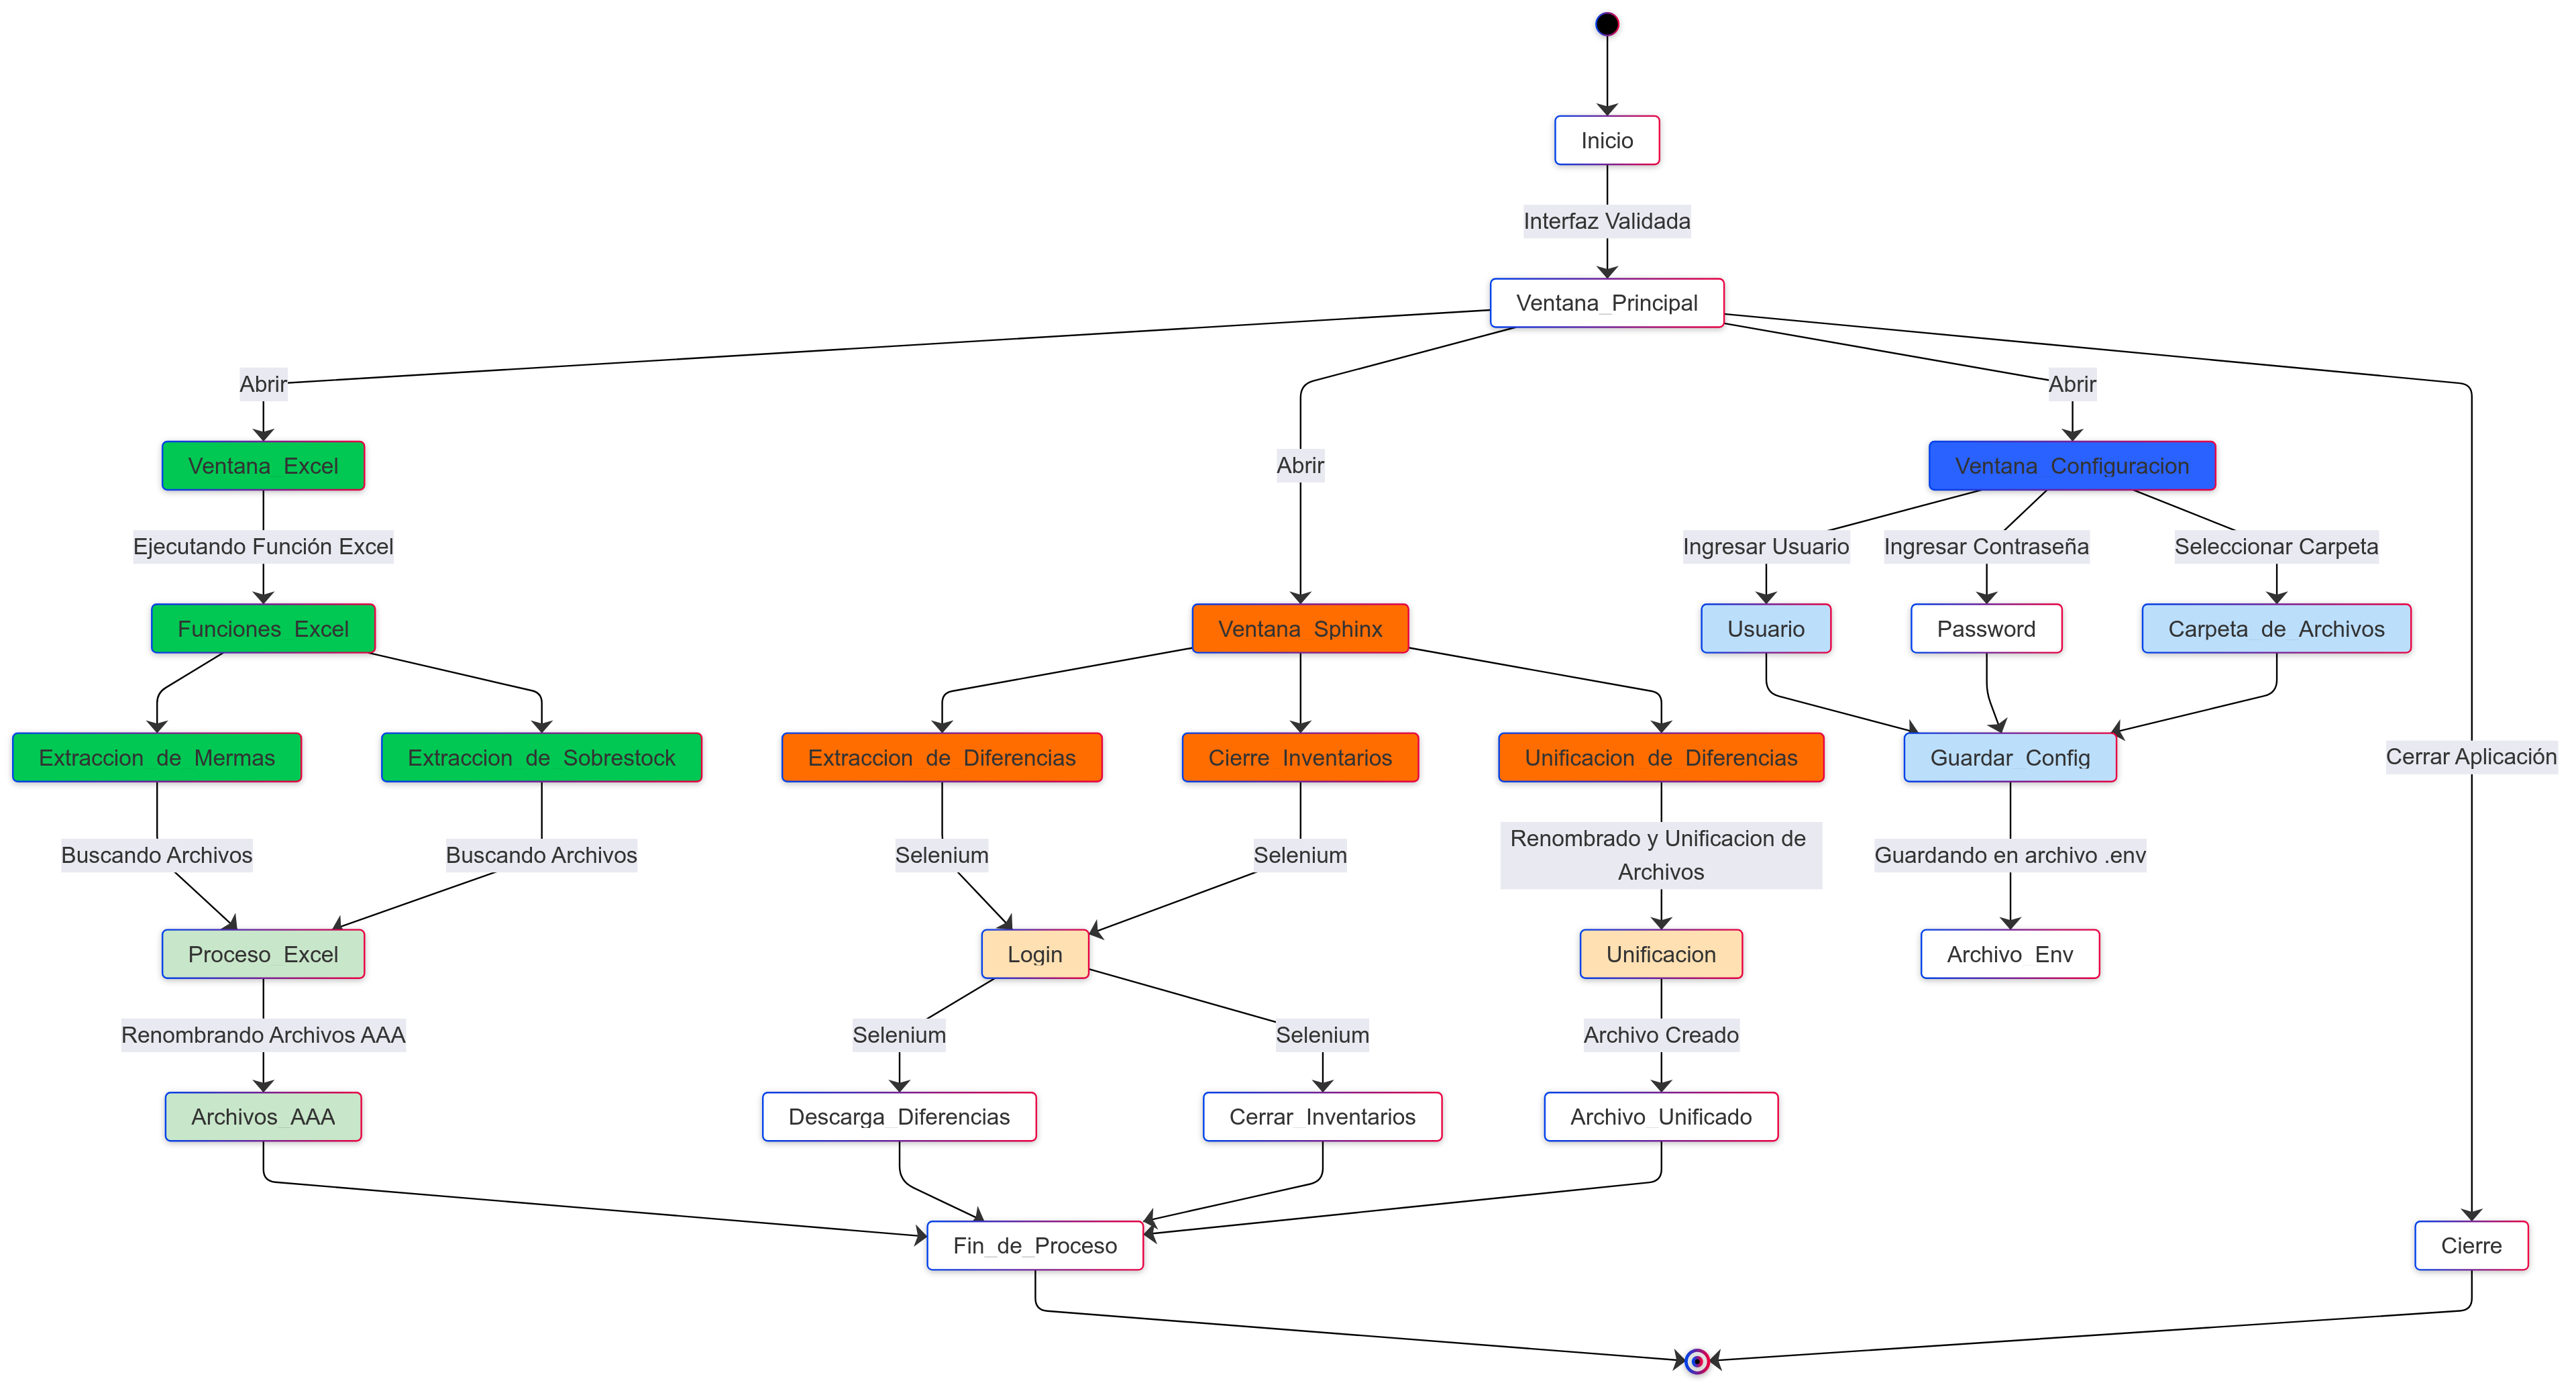 Inicio
Interfaz Validada
Ventana_Principal
Abrir
Abrir
Abrir
Ventana_Excel
Ventana_Configuracion
Ejecutando Función Excel
Ingresar Usuario
Ingresar Contraseña
Seleccionar Carpeta
Funciones_Excel
Ventana_Sphinx
Usuario
Password
Carpeta_de_Archivos
Extraccion_de_Mermas
Extraccion_de_Sobrestock
Extraccion_de_Diferencias
Cierre_Inventarios
Unificacion_de_Diferencias
Guardar_Config
Cerrar Aplicación
Buscando Archivos
Buscando Archivos
Selenium
Selenium
Renombrado y Unificacion de
Archivos
Guardando en archivo .env
Proceso_Excel
Login
Unificacion
Archivo_Env
Renombrando Archivos AAA
Selenium
Selenium
Archivo Creado
Archivos_AAA
Descarga_Diferencias
Cerrar_Inventarios
Archivo_Unificado
Fin_de_Proceso
Cierre